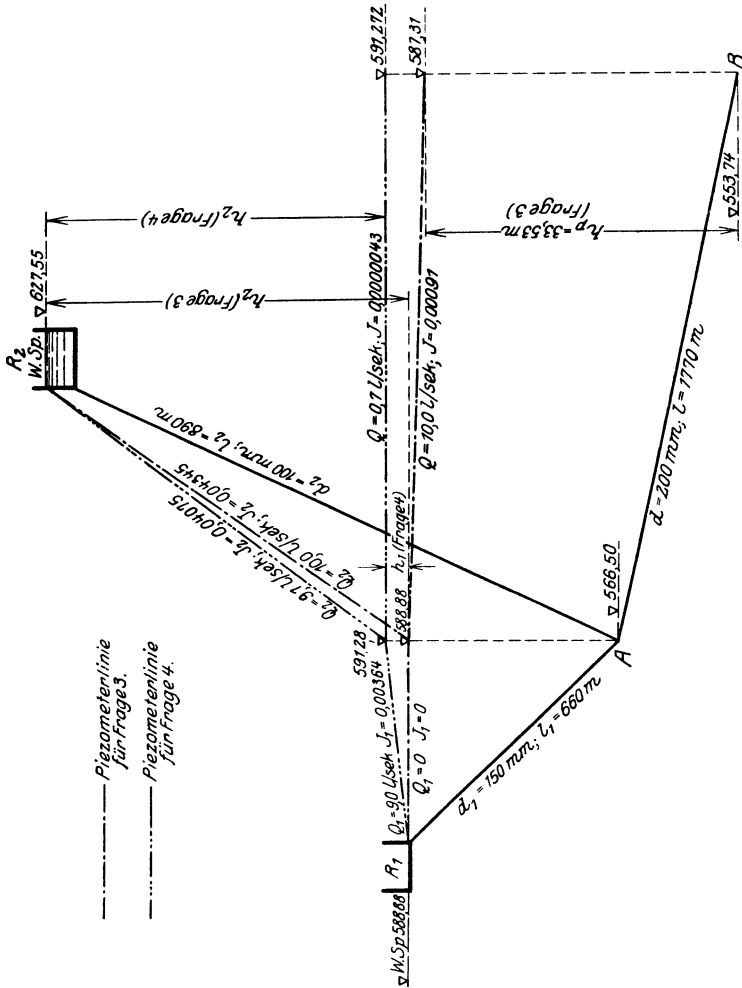 R₂
W. Sp.
▽ 627,55
h₂ (Frage 4)
h₂ (Frage 3)
591,272
587,31
Q = 0,7 l/sek; J = 0,0000043
Q = 10,0 l/sek; J = 0,00091
hₚ = 33,53 m
(Frage 3)
553,74
B
d = 200 mm; l = 1770 m
d₂ = 100 mm; l₂ = 890 m
Q₂ = 10,0 l/sek; J₂ = 0,04345
Q₂ = 9,7 l/sek; J₂ = 0,04075
h₁ (Frage 4)
591,28
588,88
566,50
A
Q₁ = 9,0 l/sek J₁ = 0,00364
Q₁ = 0 J₁ = 0
d₁ = 150 mm; l₁ = 660 m
R₁
W. Sp 588,88
Piezometerlinie
für Frage 3.
Piezometerlinie
für Frage 4.